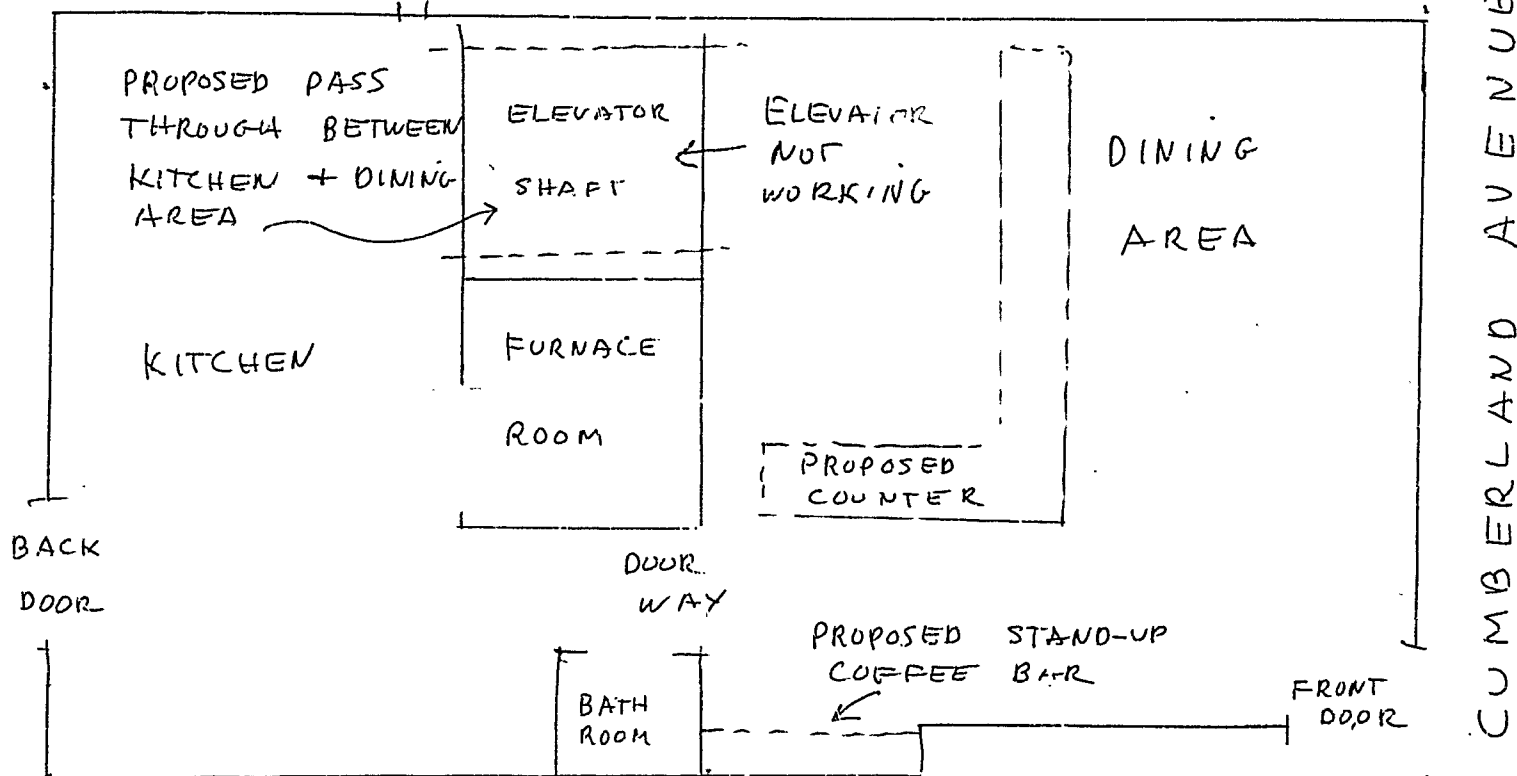 PROPOSED PASS
THROUGH BETWEEN
KITCHEN + DINING
AREA
ELEVATOR
SHAFT
ELEVATOR
NOT
WORKING
DINING
AREA
CUMBERLAND AVENUE
KITCHEN
FURNACE
ROOM
PROPOSED
COUNTER
BACK
DOOR
DOOR
WAY
PROPOSED STAND-UP
COFFEE BAR
BATH
ROOM
FRONT
DOOR